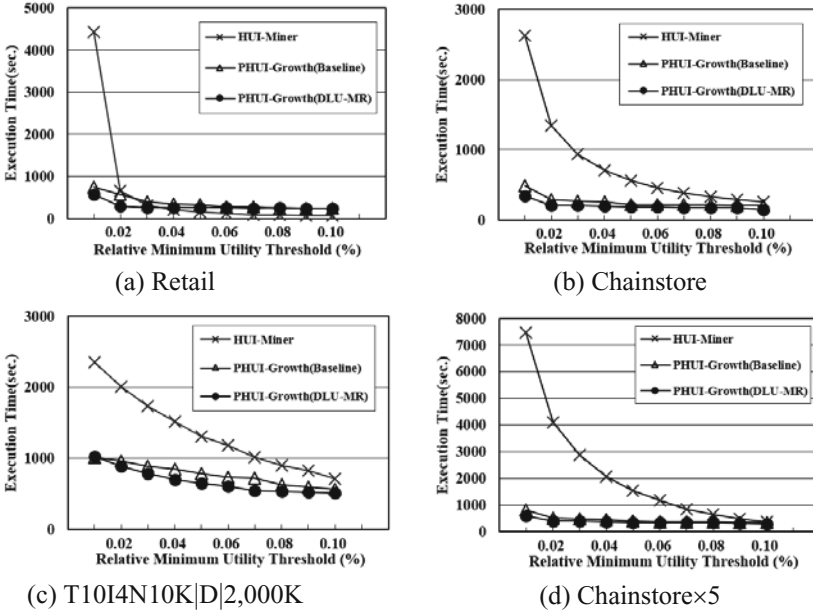 5000
4000
3000
2000
1000
0
Execution Time(sec.)
HUI-Miner
PHUI-Growth(Baseline)
PHUI-Growth(DLU-MR)
0.02 0.04 0.06 0.08 0.10
Relative Minimum Utility Threshold (%)
(a) Retail
3000
2000
1000
0
Execution Time(sec.)
HUI-Miner
PHUI-Growth(Baseline)
PHUI-Growth(DLU-MR)
0.02 0.04 0.06 0.08 0.10
Relative Minimum Utility Threshold (%)
(b) Chainstore
3000
2000
1000
0
Execution Time(sec.)
HUI-Miner
PHUI-Growth(Baseline)
PHUI-Growth(DLU-MR)
0.02 0.04 0.06 0.08 0.10
Relative Minimum Utility Threshold (%)
(c) T10I4N10K|D|2,000K
8000
7000
6000
5000
4000
3000
2000
1000
0
Execution Time(sec.)
HUI-Miner
PHUI-Growth(Baseline)
PHUI-Growth(DLU-MR)
0.02 0.04 0.06 0.08 0.10
Relative Minimum Utility Threshold (%)
(d) Chainstore×5